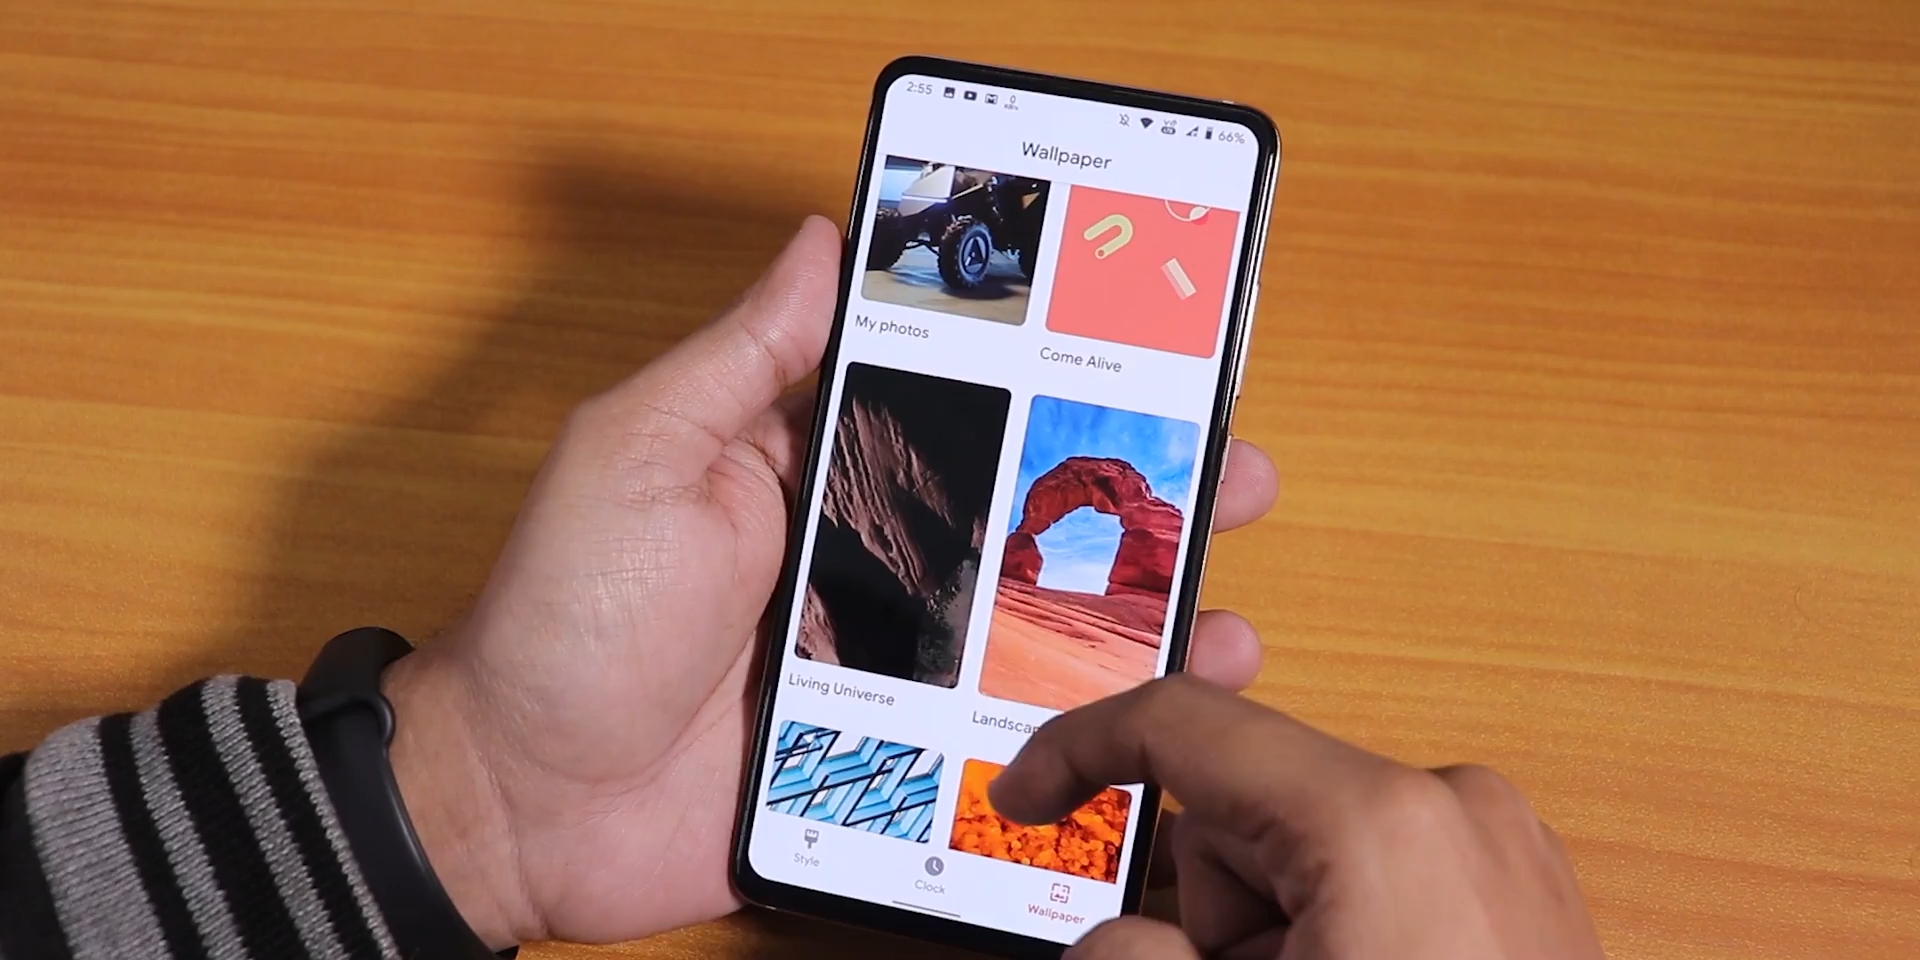 2:55
66%
Wallpaper
My photos
Come Alive
Living Universe
Style
Clock
Wallpaper